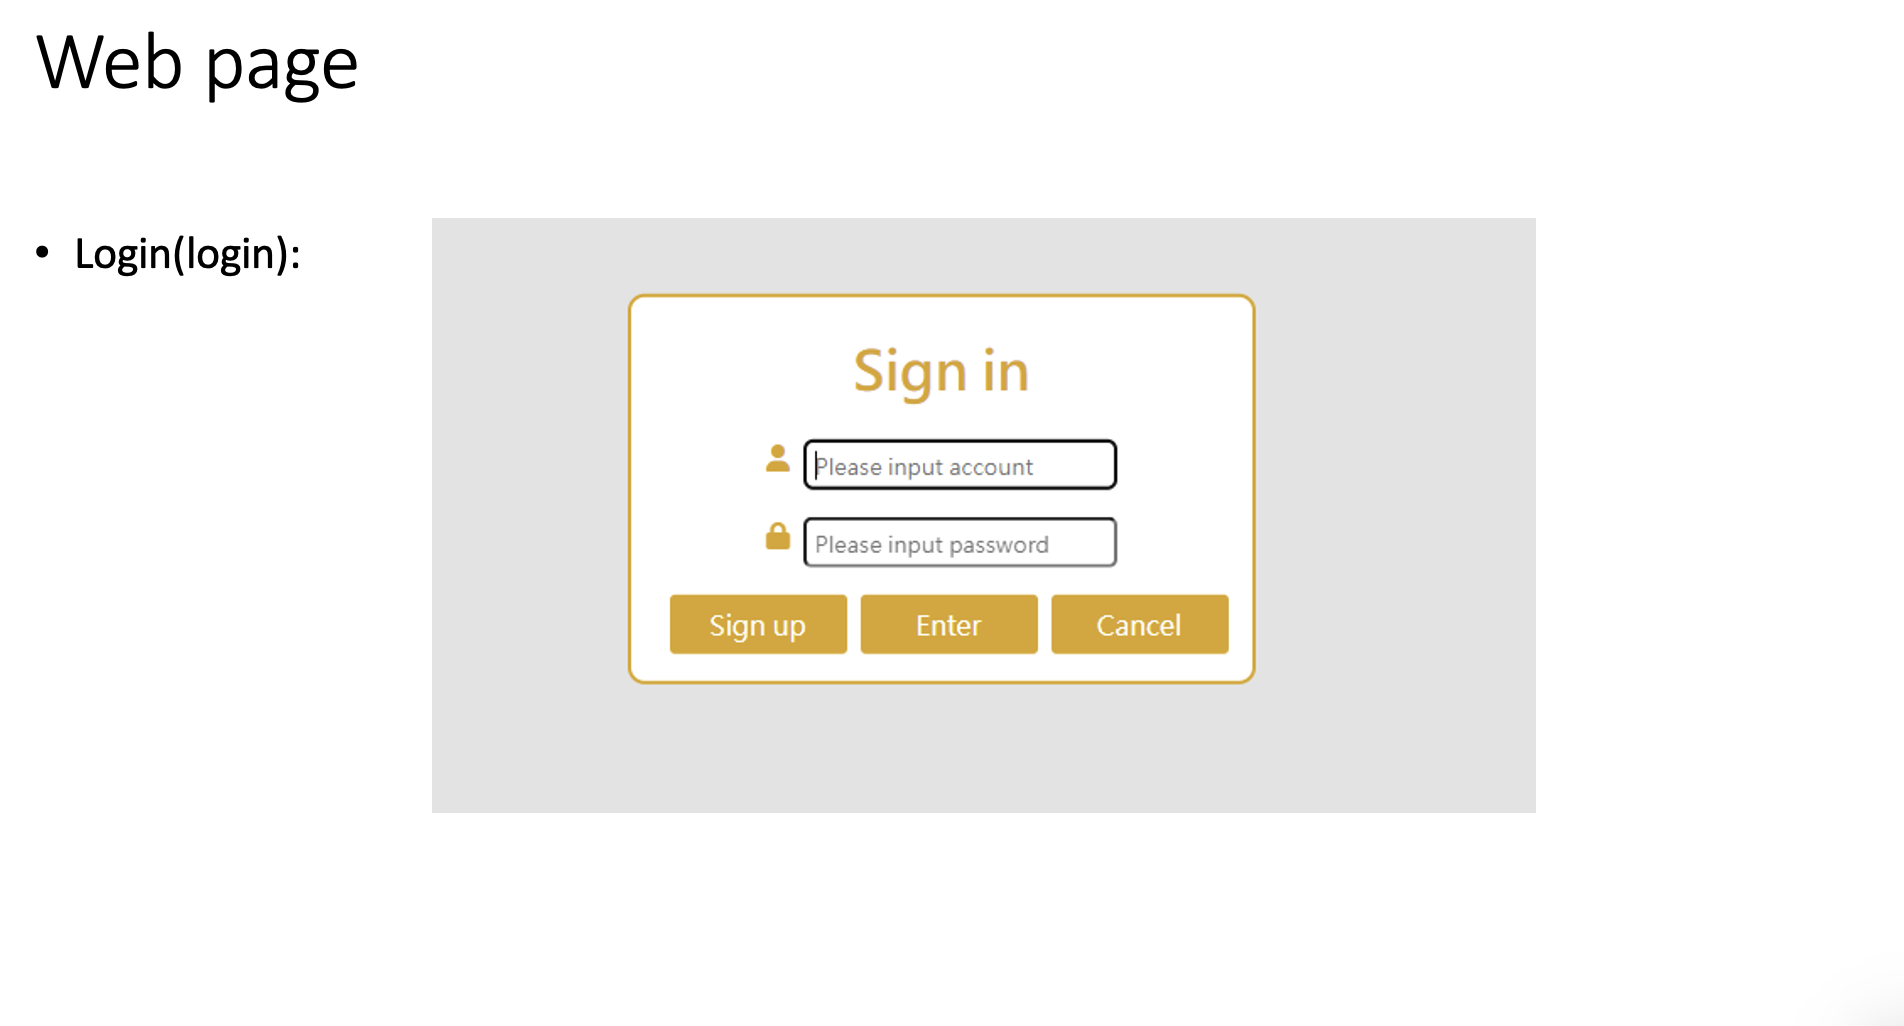 Web page
• Login(login):
Sign in
Please input account
Please input password
Sign up
Enter
Cancel